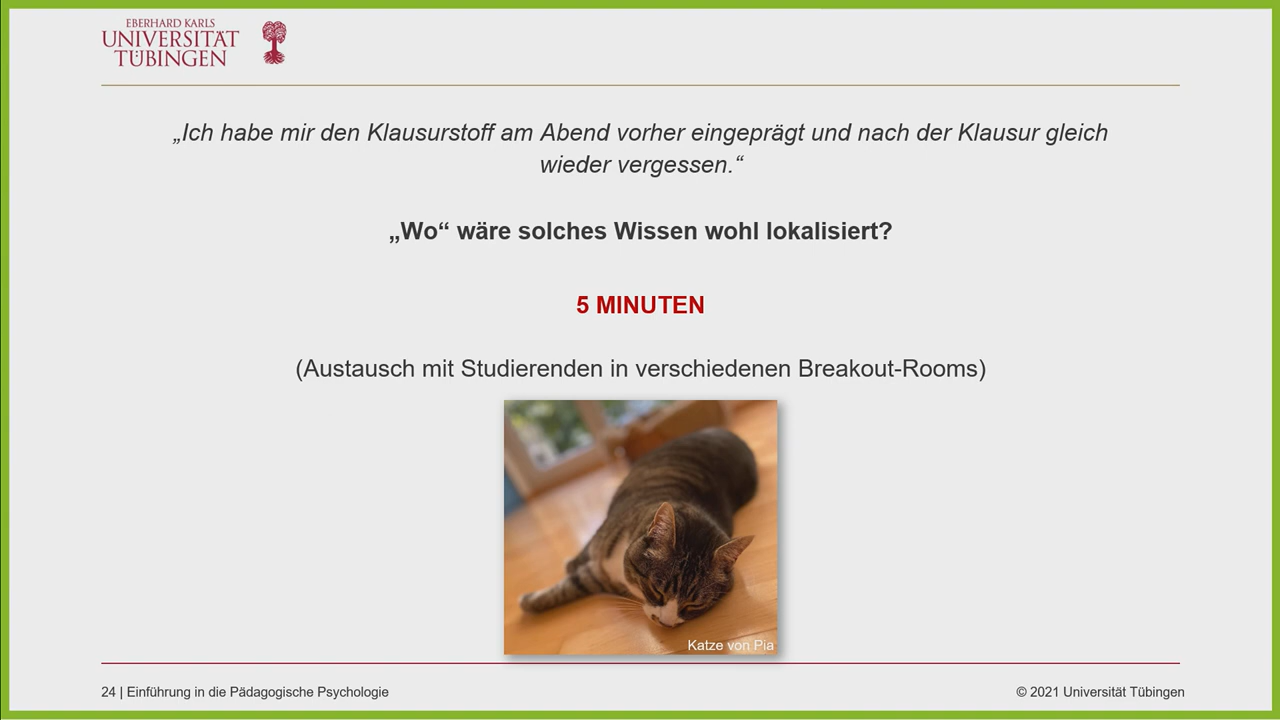 EBERHARD KARLS
UNIVERSITÄT
TÜBINGEN
„Ich habe mir den Klausurstoff am Abend vorher eingeprägt und nach der Klausur gleich
wieder vergessen.“
„Wo“ wäre solches Wissen wohl lokalisiert?
5 MINUTEN
(Austausch mit Studierenden in verschiedenen Breakout-Rooms)
Katze von Pia
24 | Einführung in die Pädagogische Psychologie
© 2021 Universität Tübingen